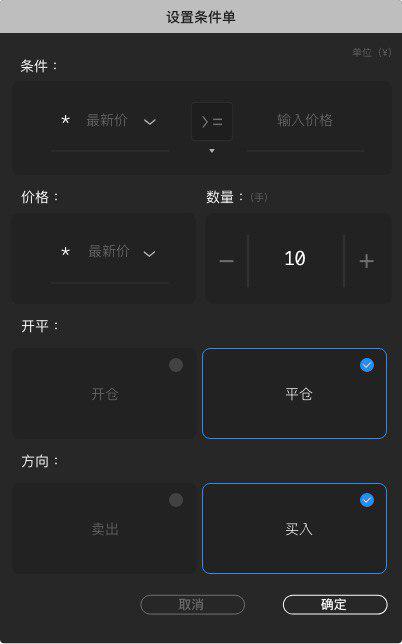 设置条件单
单位（¥）
条件：
* 最新价 >= 输入价格
价格： 数量：（手）
* 最新价 − 10 +
开平：
开仓 平仓
方向：
卖出 买入
取消 确定